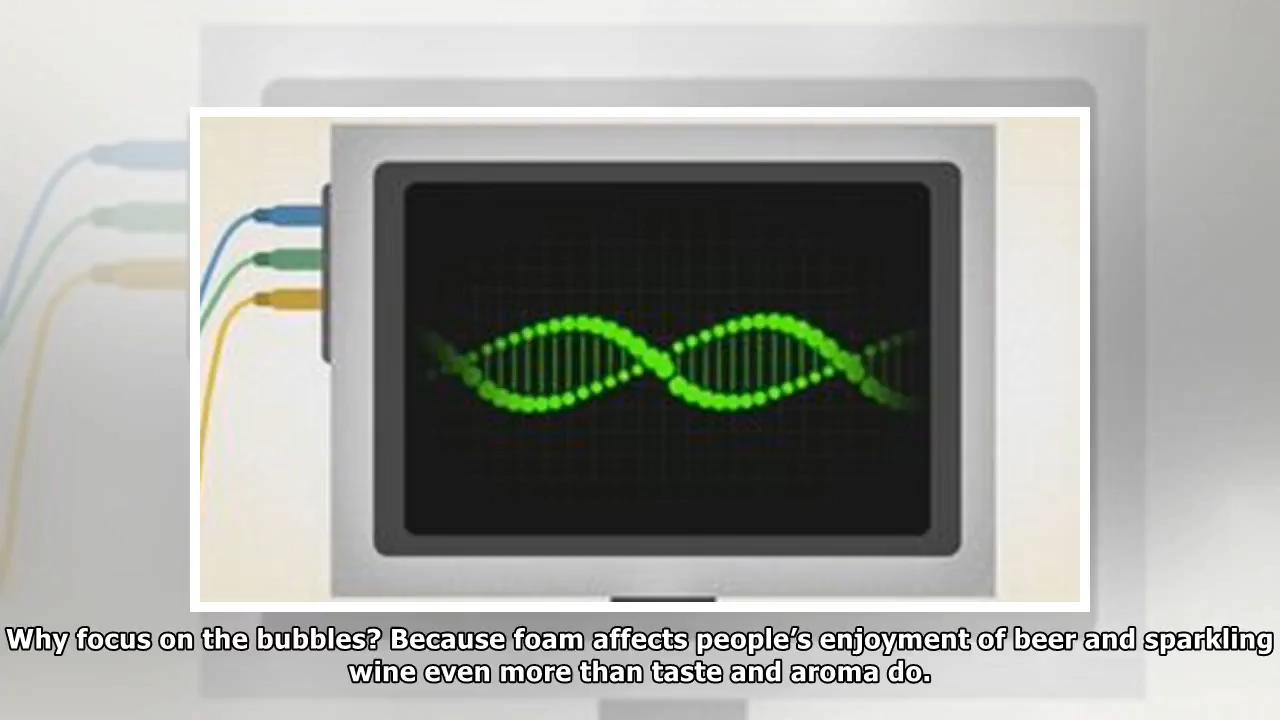 Why focus on the bubbles? Because foam affects people’s enjoyment of beer and sparkling
wine even more than taste and aroma do.